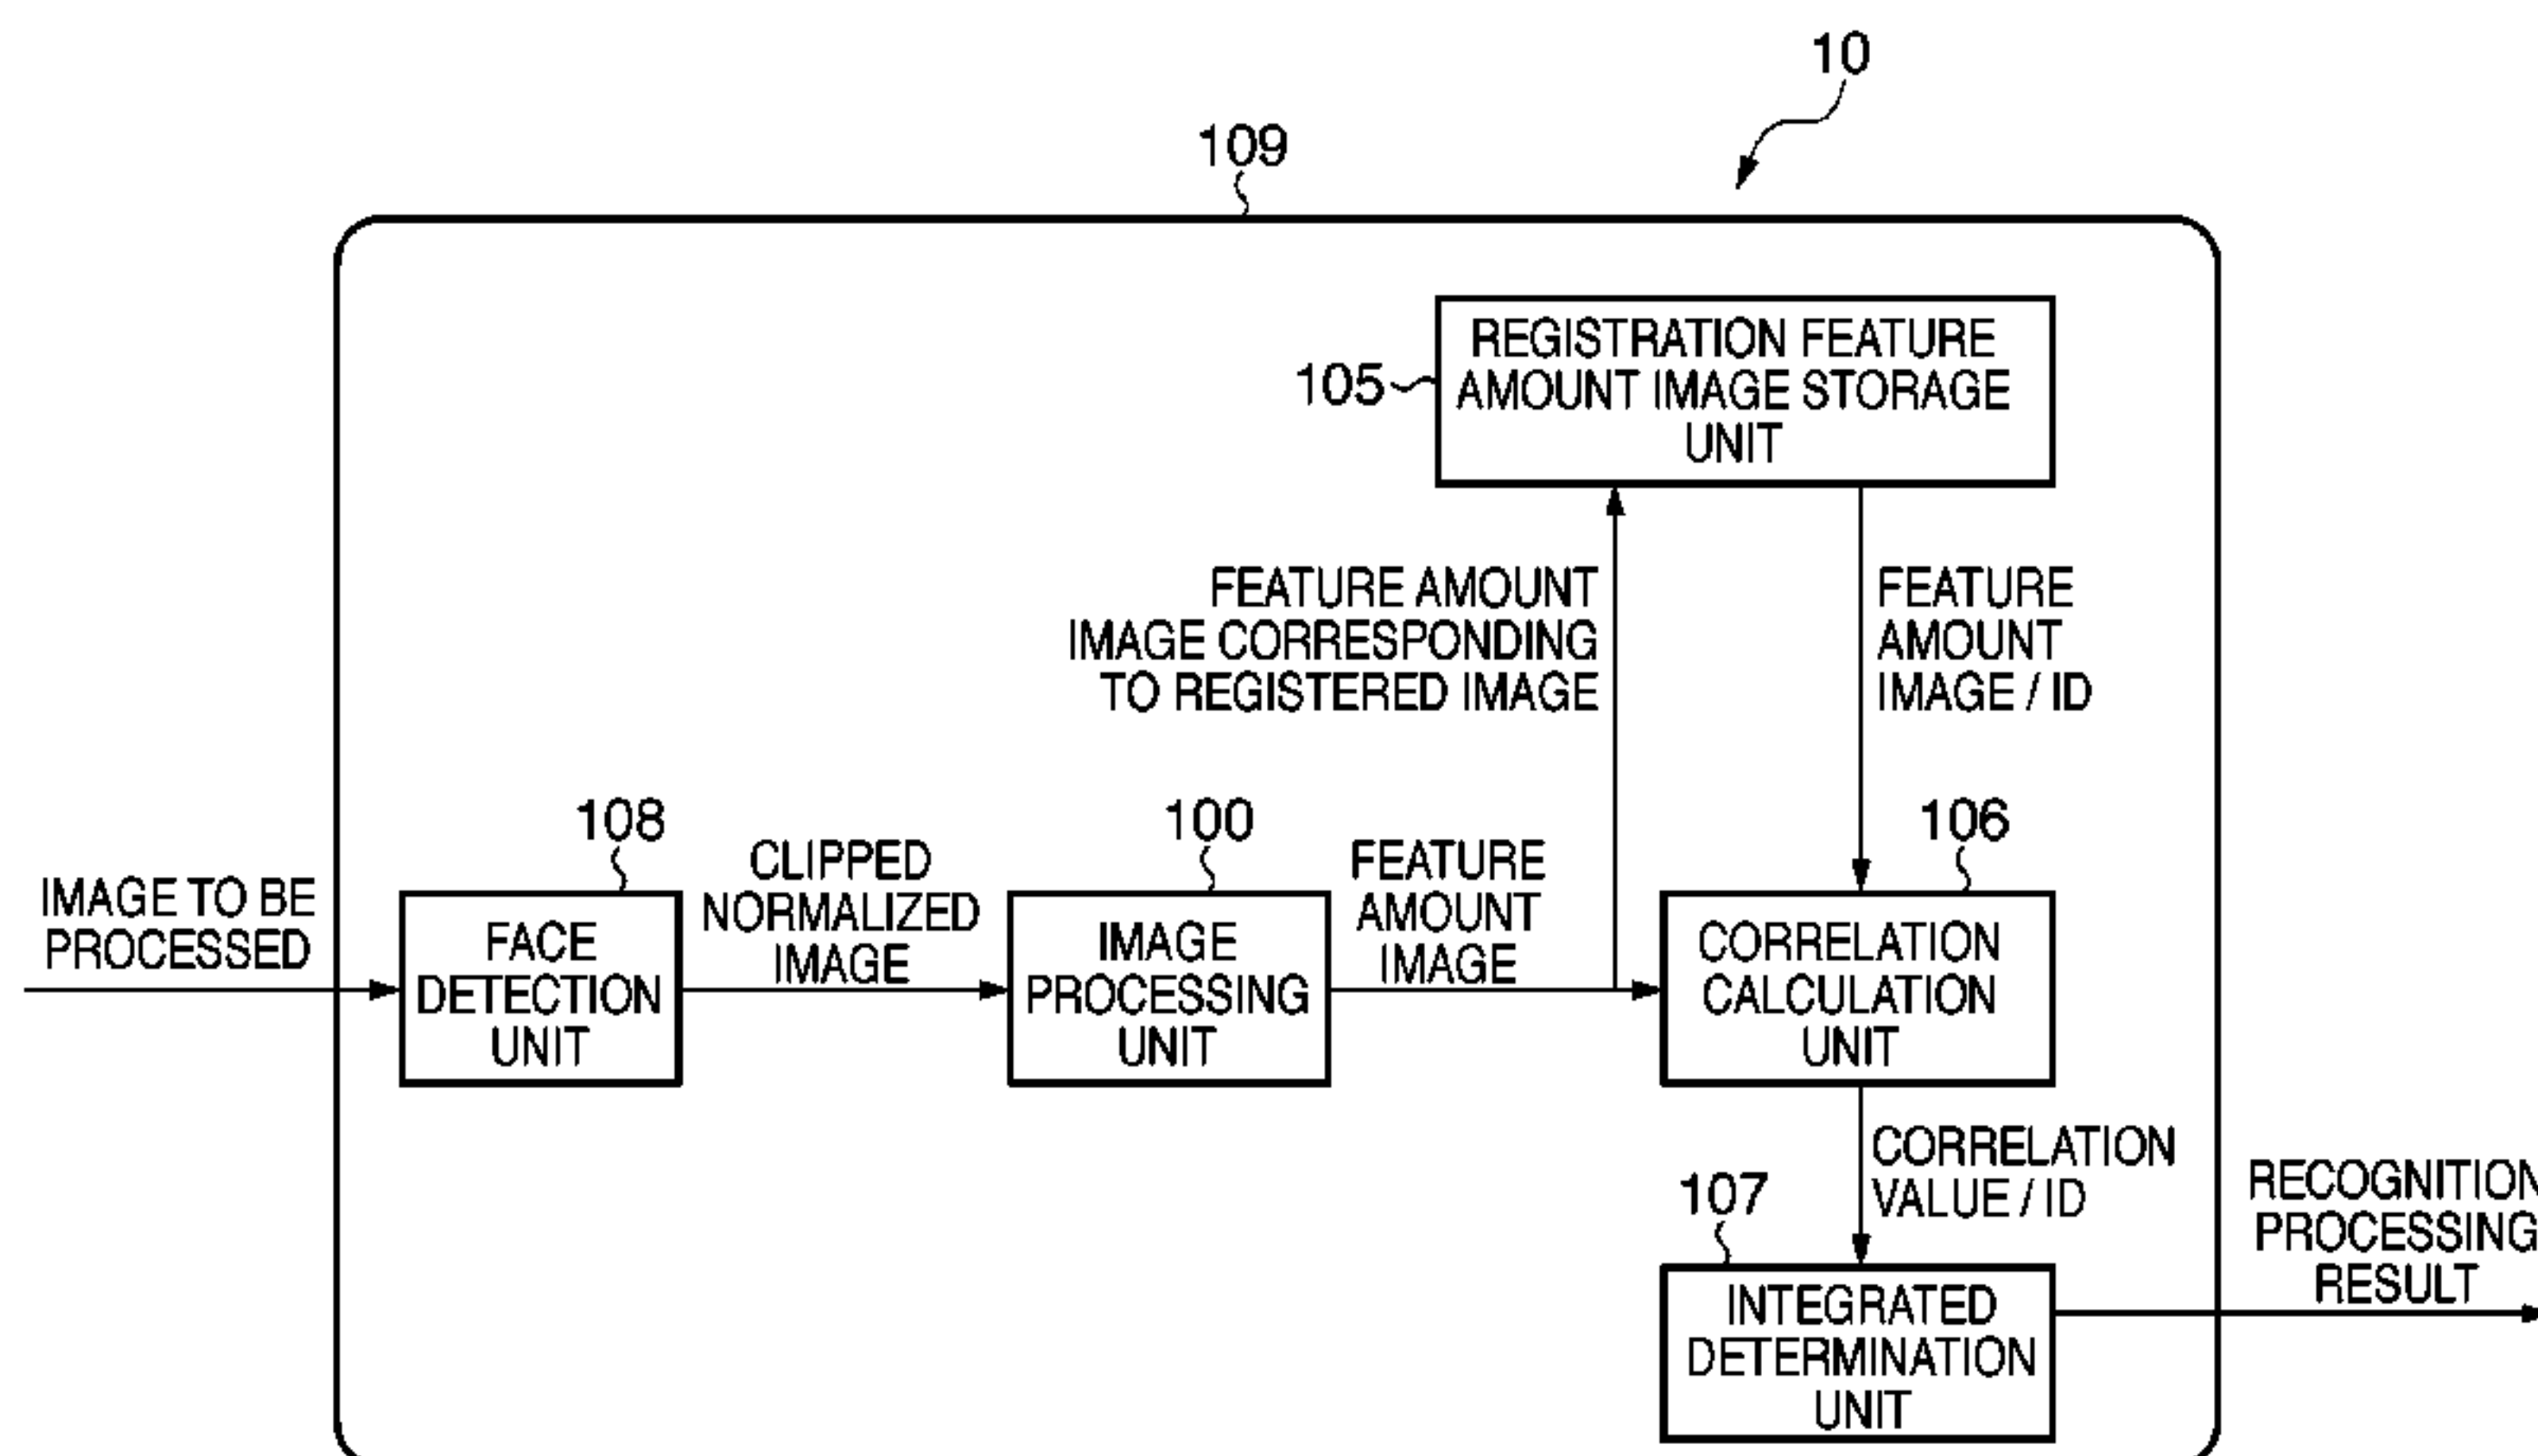 10
109
REGISTRATION FEATURE
AMOUNT IMAGE STORAGE
UNIT
105
FEATURE AMOUNT
IMAGE CORRESPONDING
TO REGISTERED IMAGE
FEATURE
AMOUNT
IMAGE / ID
IMAGE TO BE
PROCESSED
108
FACE
DETECTION
UNIT
CLIPPED
NORMALIZED
IMAGE
100
IMAGE
PROCESSING
UNIT
FEATURE
AMOUNT
IMAGE
106
CORRELATION
CALCULATION
UNIT
CORRELATION
VALUE / ID
107
INTEGRATED
DETERMINATION
UNIT
RECOGNITION
PROCESSING
RESULT